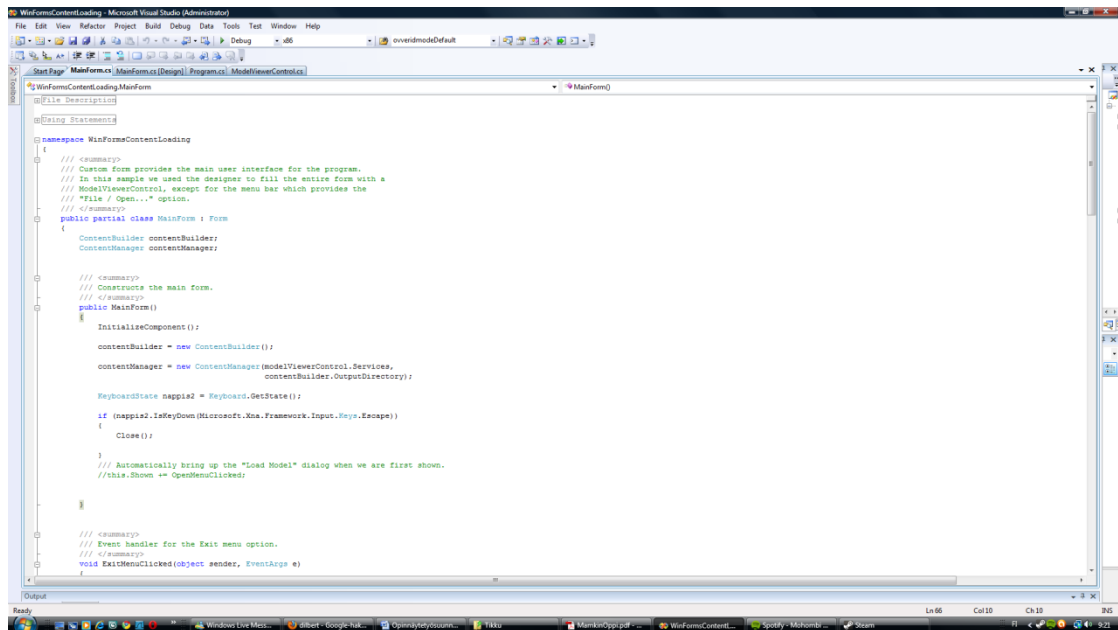 WinFormsContentLoading - Microsoft Visual Studio (Administrator)
File Edit View Refactor Project Build Debug Data Tools Test Window Help
Debug x86 ovveridmodeDefault
Start Page MainForm.cs MainForm.cs [Design] Program.cs ModelViewerControl.cs
Toolbox
WinFormsContentLoading.MainForm MainForm()
File Description
Using Statements
namespace WinFormsContentLoading
{
/// <summary>
/// Custom form provides the main user interface for the program.
/// In this sample we used the designer to fill the entire form with a
/// ModelViewerControl, except for the menu bar which provides the
/// "File / Open..." option.
/// </summary>
public partial class MainForm : Form
{
ContentBuilder contentBuilder;
ContentManager contentManager;
/// <summary>
/// Constructs the main form.
/// </summary>
public MainForm()
{
InitializeComponent();
contentBuilder = new ContentBuilder();
contentManager = new ContentManager(modelViewerControl.Services,
contentBuilder.OutputDirectory);
KeyboardState nappis2 = Keyboard.GetState();
if (nappis2.IsKeyDown(Microsoft.Xna.Framework.Input.Keys.Escape))
{
Close();
}
/// Automatically bring up the "Load Model" dialog when we are first shown.
//this.Shown += OpenMenuClicked;
}
/// <summary>
/// Event handler for the Exit menu option.
/// </summary>
void ExitMenuClicked(object sender, EventArgs e)
{
Output
Ready Ln 66 Col 10 Ch 10 INS
Windows Live Mess... dilbert - Google-hak... Opinnäytetyösuunn... Tikku MamkinOppi.pdf - ... WinFormsContentL... Spotify - Mohombi ... Steam FI 9:21